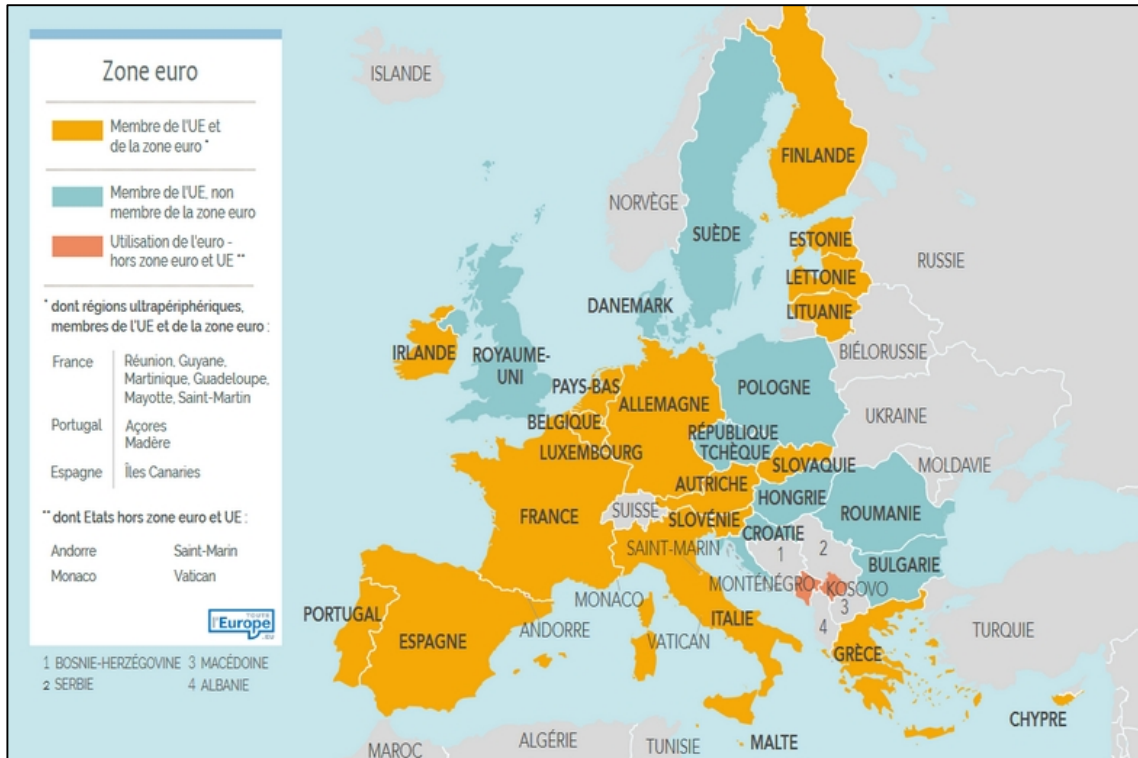 Zone euro
Membre de l'UE et
de la zone euro *
Membre de l'UE, non
membre de la zone euro
Utilisation de l'euro -
hors zone euro et UE **
* dont régions ultrapériphériques,
membres de l'UE et de la zone euro :
France
Réunion, Guyane,
Martinique, Guadeloupe,
Mayotte, Saint-Martin
Portugal
Açores
Madère
Espagne
Îles Canaries
** dont Etats hors zone euro et UE :
Andorre
Saint-Marin
Monaco
Vatican
TOUTE
l'Europe
.eu
1 BOSNIE-HERZÉGOVINE
3 MACÉDOINE
2 SERBIE
4 ALBANIE
ISLANDE
FINLANDE
NORVÈGE
SUÈDE
ESTONIE
RUSSIE
LETTONIE
DANEMARK
LITUANIE
IRLANDE
ROYAUME-
UNI
BIÉLORUSSIE
PAYS-BAS
POLOGNE
ALLEMAGNE
UKRAINE
BELGIQUE
RÉPUBLIQUE
TCHÈQUE
LUXEMBOURG
SLOVAQUIE
MOLDAVIE
AUTRICHE
HONGRIE
SUISSE
FRANCE
SLOVÉNIE
ROUMANIE
CROATIE
SAINT-MARIN
1
2
BULGARIE
MONTÉNÉGRO
KOSOVO
MONACO
3
PORTUGAL
ITALIE
ANDORRE
VATICAN
4
ESPAGNE
TURQUIE
GRÈCE
CHYPRE
MALTE
ALGÉRIE
TUNISIE
MAROC